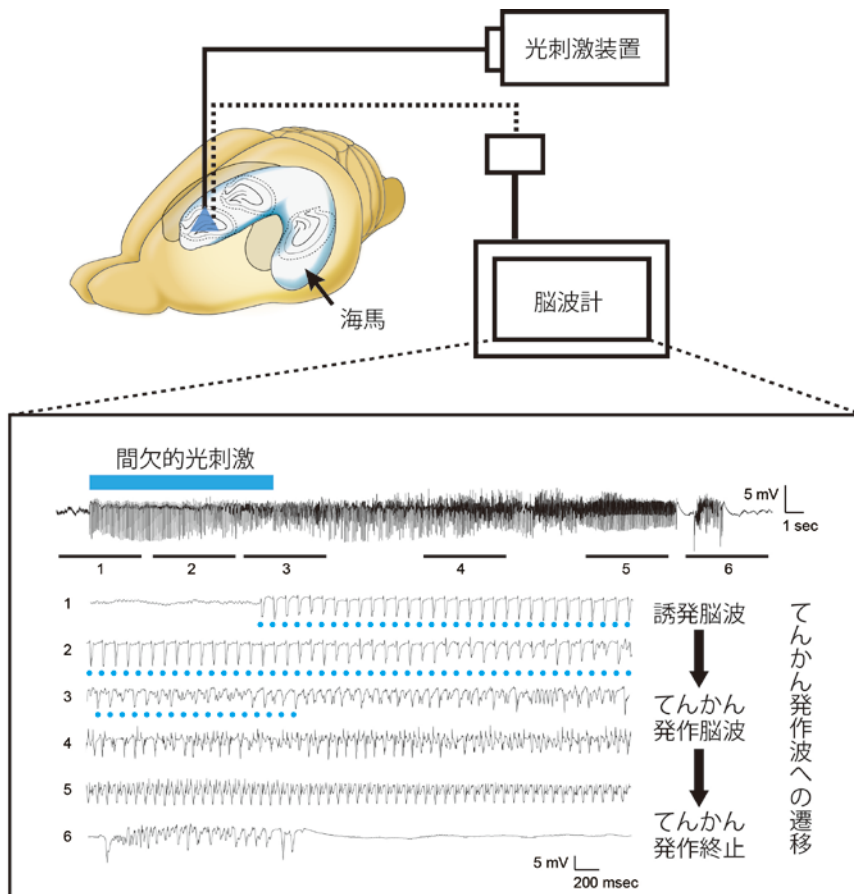 光刺激装置
海馬
脳波計
間欠的光刺激
5 mV
1 sec
1 2 3 4 5 6
1
2
3
4
5
6
誘発脳波
てんかん
発作脳波
てんかん
発作終止
てんかん発作波への遷移
5 mV
200 msec